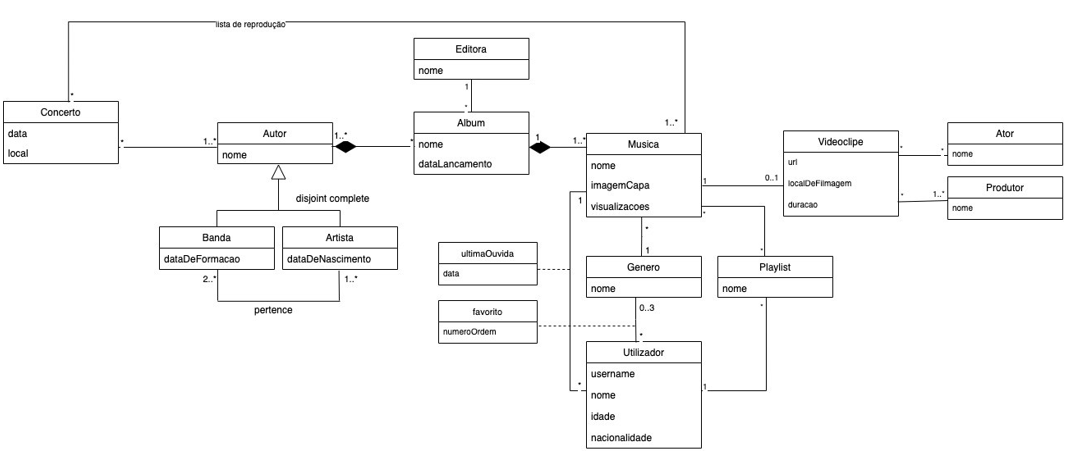 lista de reprodução
*
1..*
Concerto
data
local
*
1..*
Autor
nome
1..*
*
Editora
nome
1
*
Album
nome
dataLancamento
1
1..*
Musica
nome
imagemCapa
visualizacoes
1
0..1
Videoclipe
url
localDeFilmagem
duracao
*
*
Ator
nome
*
1..*
Produtor
nome
disjoint complete
Banda
dataDeFormacao
Artista
dataDeNascimento
2..*
1..*
pertence
1
*
*
*
1
ultimaOuvida
data
Genero
nome
Playlist
nome
0..3
*
favorito
numeroOrdem
*
Utilizador
username
nome
idade
nacionalidade
*
1